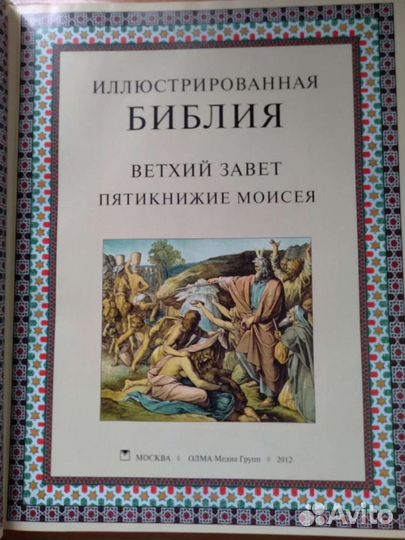 ИЛЛЮСТРИРОВАННАЯ
БИБЛИЯ
ВЕТХИЙ ЗАВЕТ
ПЯТИКНИЖИЕ МОИСЕЯ
МОСКВА ◊ ОЛМА Медиа Групп ◊ 2012
Avito